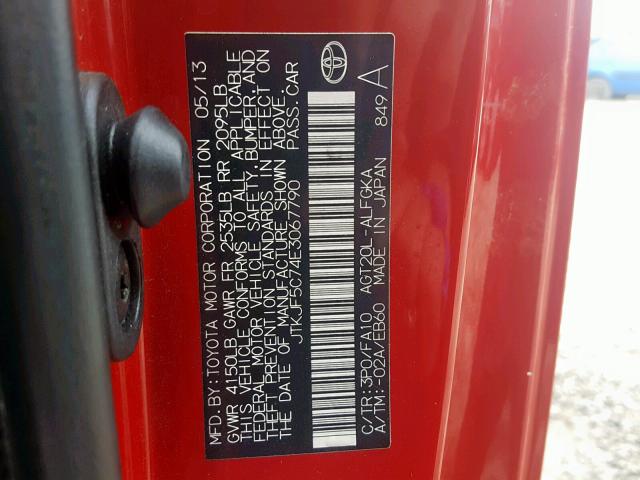 MFD. BY: TOYOTA MOTOR CORPORATION 05/13
GVWR 4150LB GAWR FR 2535LB RR 2095LB
THIS VEHICLE CONFORMS TO ALL APPLICABLE
FEDERAL MOTOR VEHICLE SAFETY, BUMPER, AND
THEFT PREVENTION STANDARDS IN EFFECT ON
THE DATE OF MANUFACTURE SHOWN ABOVE.
JTKJF5C74E3067790 PASS. CAR
C/TR: 3P0/FA10 AGT20L-ALFGKA
A/TM: -02A/EB60 MADE IN JAPAN 849 A